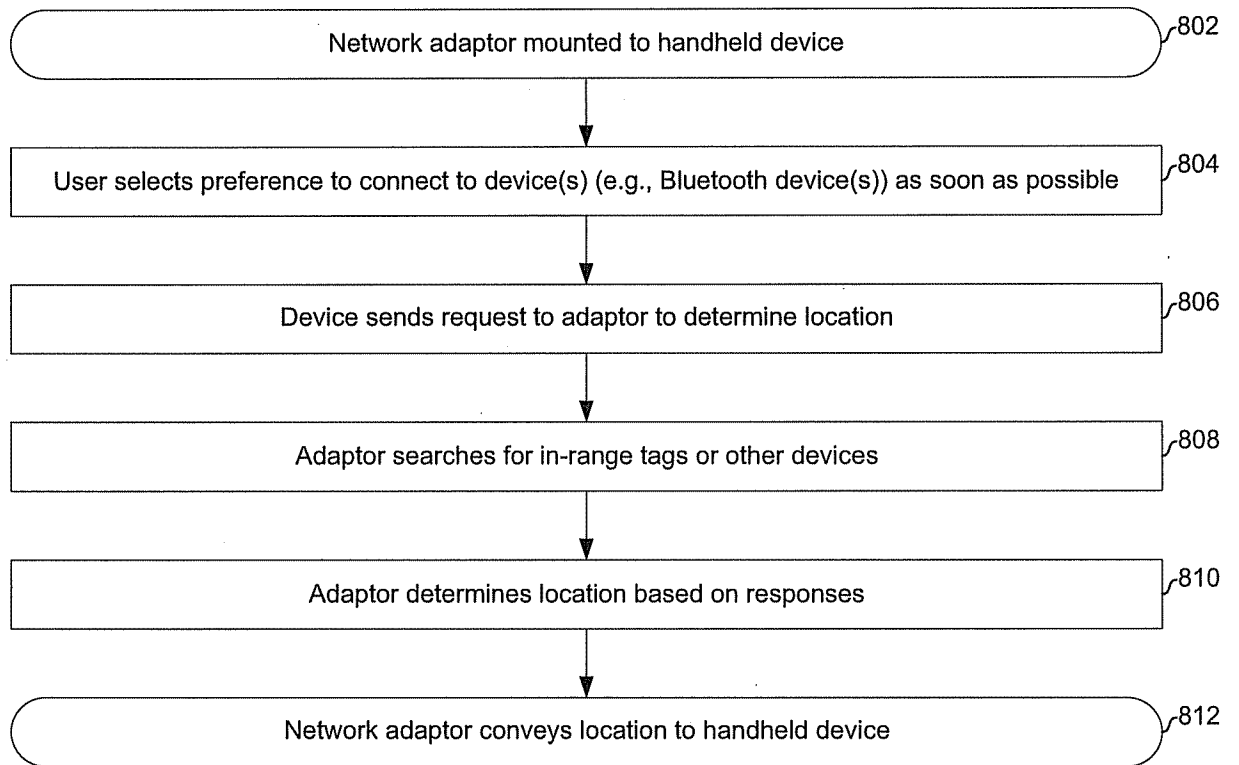 Network adaptor mounted to handheld device
802
User selects preference to connect to device(s) (e.g., Bluetooth device(s)) as soon as possible
804
Device sends request to adaptor to determine location
806
Adaptor searches for in-range tags or other devices
808
Adaptor determines location based on responses
810
Network adaptor conveys location to handheld device
812